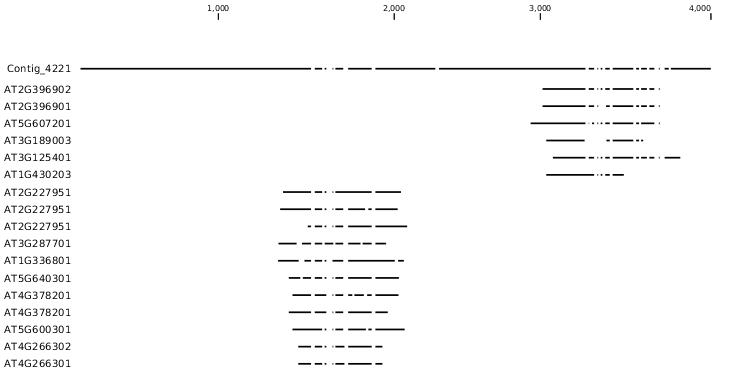 1,000 2,000 3,000 4,000
Contig_4221
AT2G396902
AT2G396901
AT5G607201
AT3G189003
AT3G125401
AT1G430203
AT2G227951
AT2G227951
AT2G227951
AT3G287701
AT1G336801
AT5G640301
AT4G378201
AT4G378201
AT5G600301
AT4G266302
AT4G266301